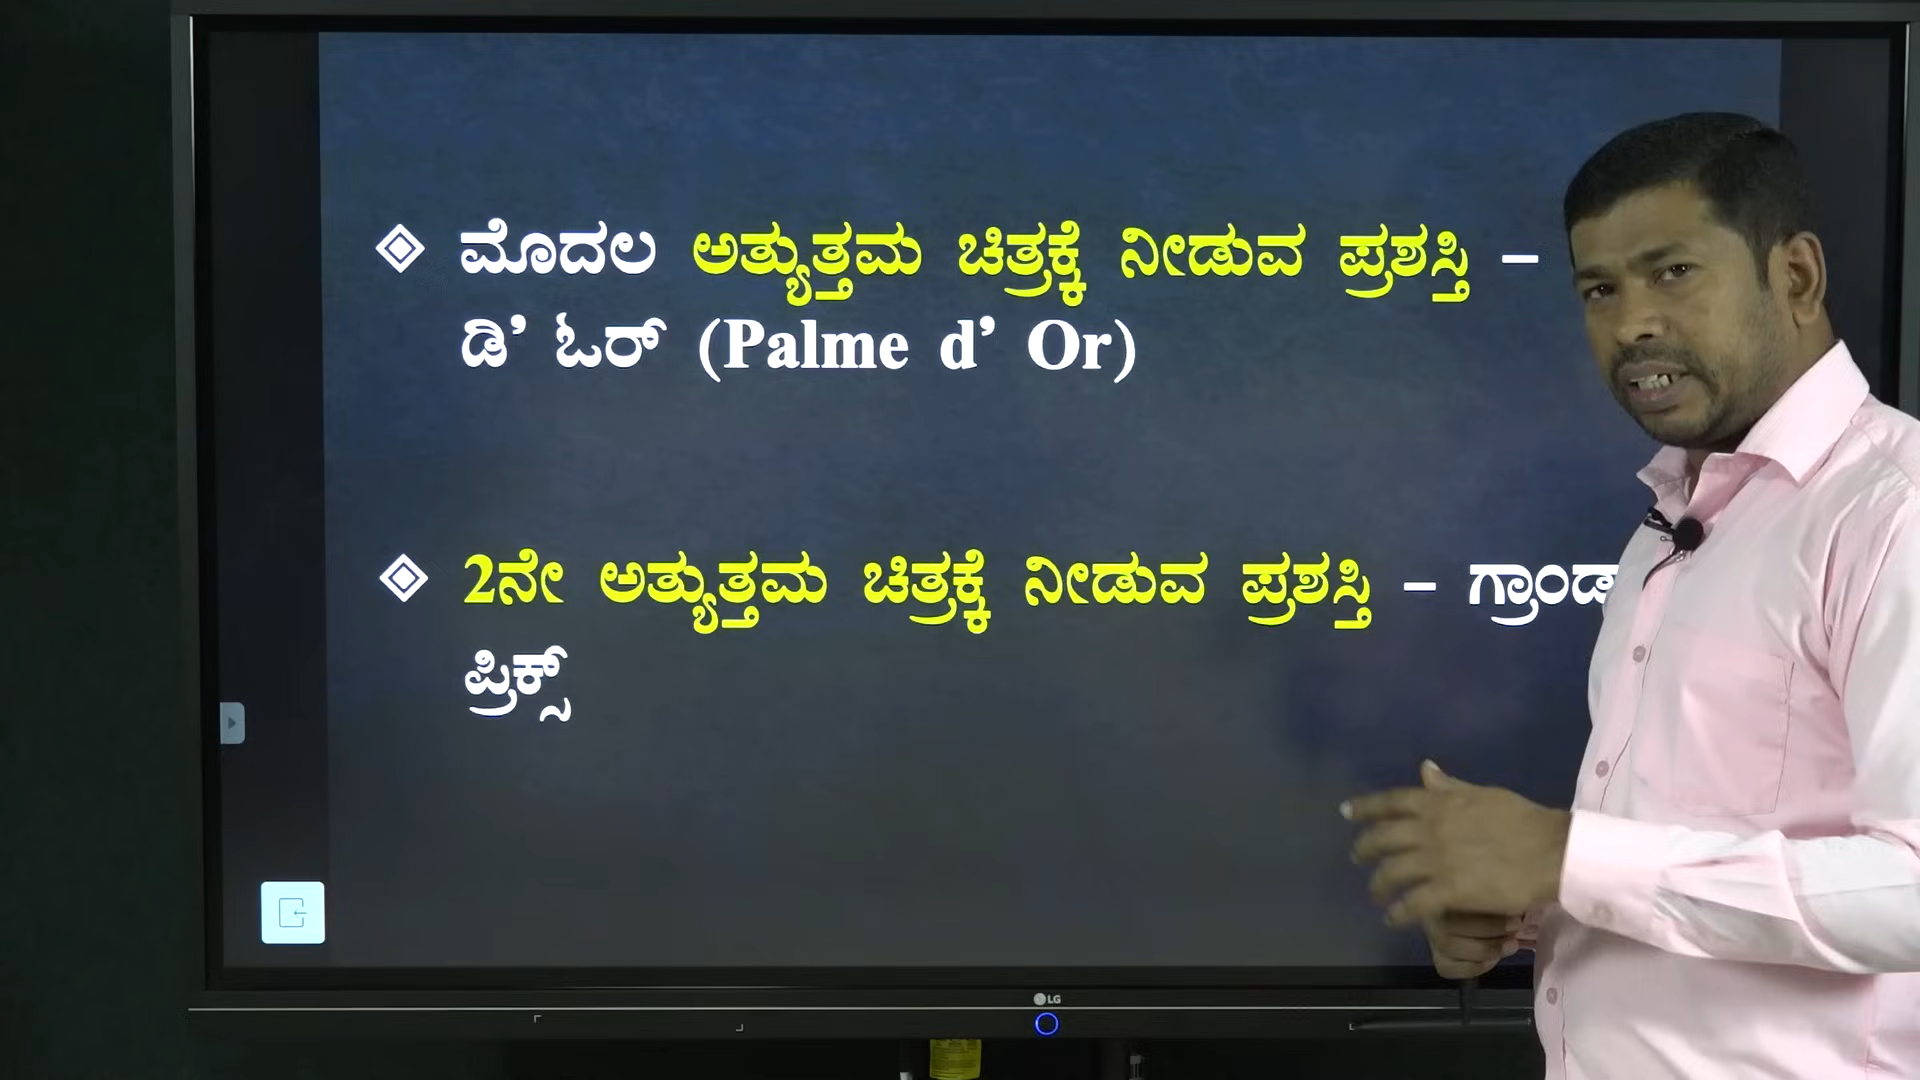 ಮೊದಲ ಅತ್ಯುತ್ತಮ ಚಿತ್ರಕ್ಕೆ ನೀಡುವ ಪ್ರಶಸ್ತಿ –
ಡಿ’ ಓರ್ (Palme d’ Or)
2ನೇ ಅತ್ಯುತ್ತಮ ಚಿತ್ರಕ್ಕೆ ನೀಡುವ ಪ್ರಶಸ್ತಿ –
ಪ್ರಿಕ್ಸ್
LG